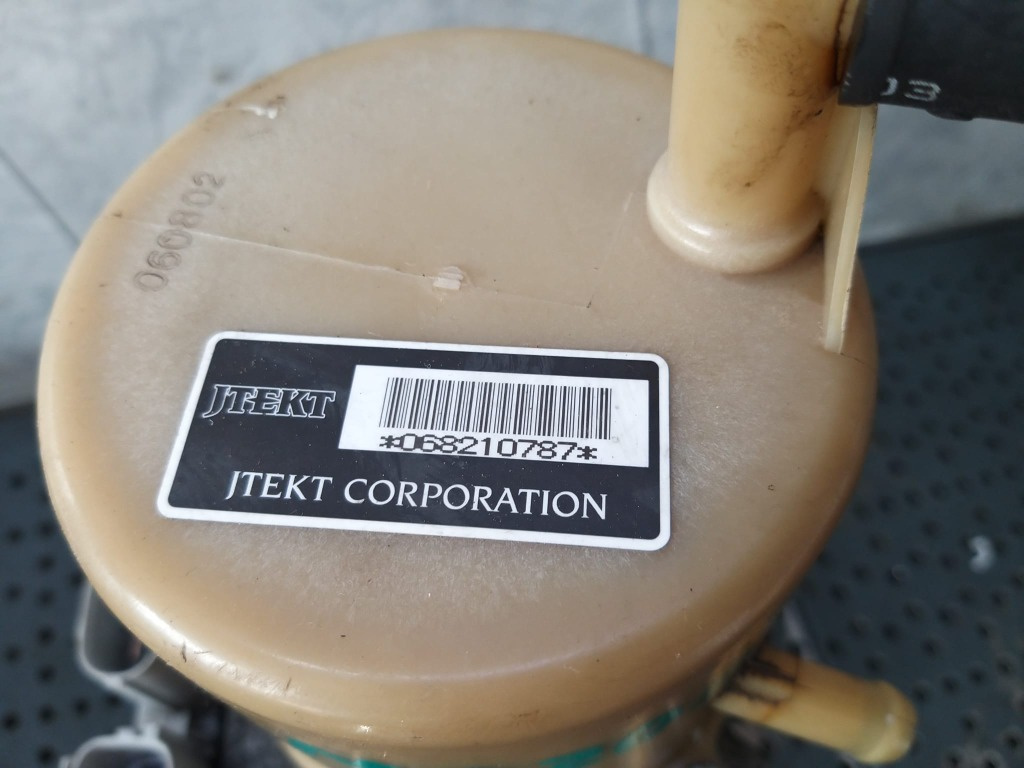 060802
JTEKT
*068210787*
JTEKT CORPORATION